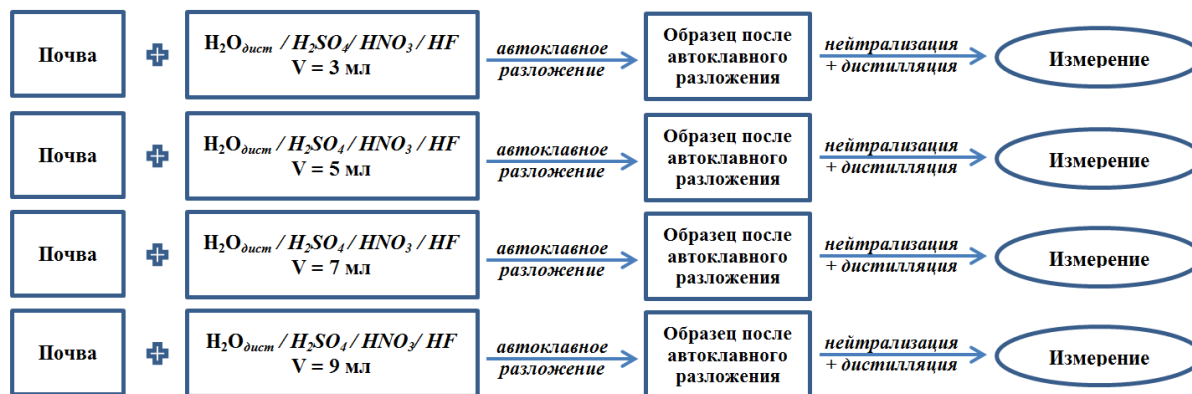 Почва
H₂Oдист / H₂SO₄/ HNO₃/ HF
V = 3 мл
автоклавное
разложение
Образец после
автоклавного
разложения
нейтрализация
+ дистилляция
Измерение
Почва
H₂Oдист / H₂SO₄ / HNO₃ / HF
V = 5 мл
автоклавное
разложение
Образец после
автоклавного
разложения
нейтрализация
+ дистилляция
Измерение
Почва
H₂Oдист / H₂SO₄ / HNO₃ / HF
V = 7 мл
автоклавное
разложение
Образец после
автоклавного
разложения
нейтрализация
+ дистилляция
Измерение
Почва
H₂Oдист / H₂SO₄ / HNO₃/ HF
V = 9 мл
автоклавное
разложение
Образец после
автоклавного
разложения
нейтрализация
+ дистилляция
Измерение